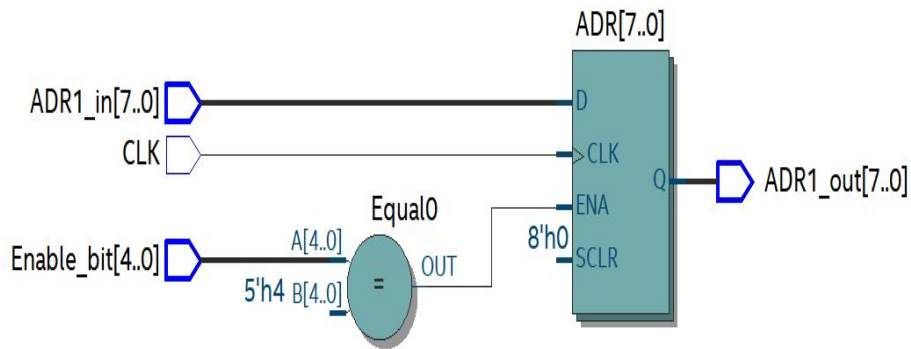 ADR[7..0]
ADR1_in[7..0]
D
CLK
CLK
Q
ADR1_out[7..0]
Equal0
ENA
Enable_bit[4..0]
A[4..0]
OUT
8'h0
SCLR
5'h4
B[4..0]
=